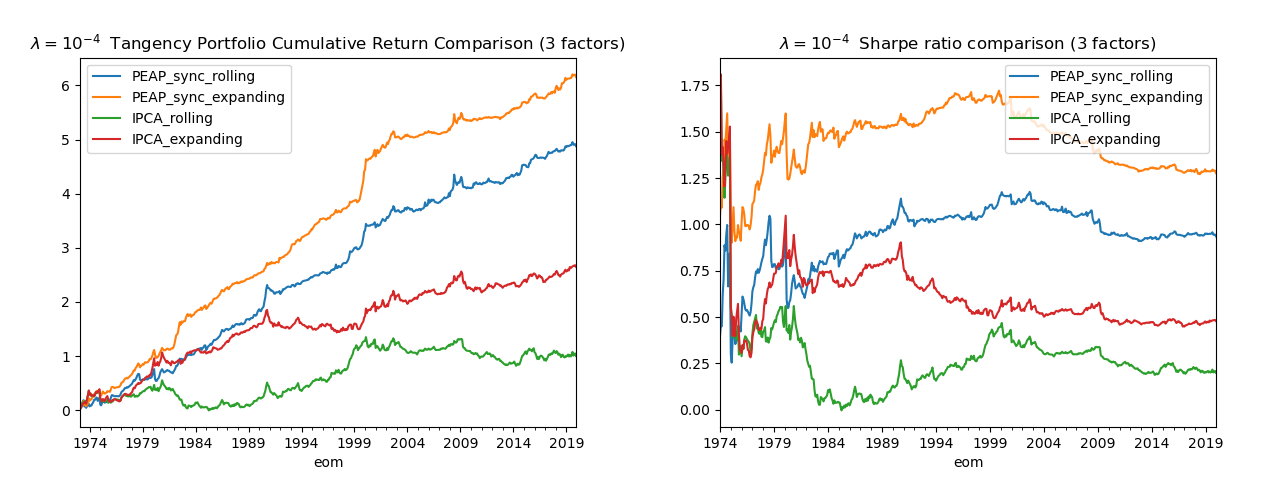 λ = 10⁻⁴ Tangency Portfolio Cumulative Return Comparison (3 factors)
PEAP_sync_rolling
PEAP_sync_expanding
IPCA_rolling
IPCA_expanding
6
5
4
3
2
1
0
1974 1979 1984 1989 1994 1999 2004 2009 2014 2019
eom
λ = 10⁻⁴ Sharpe ratio comparison (3 factors)
PEAP_sync_rolling
PEAP_sync_expanding
IPCA_rolling
IPCA_expanding
1.75
1.50
1.25
1.00
0.75
0.50
0.25
0.00
1974 1979 1984 1989 1994 1999 2004 2009 2014 2019
eom